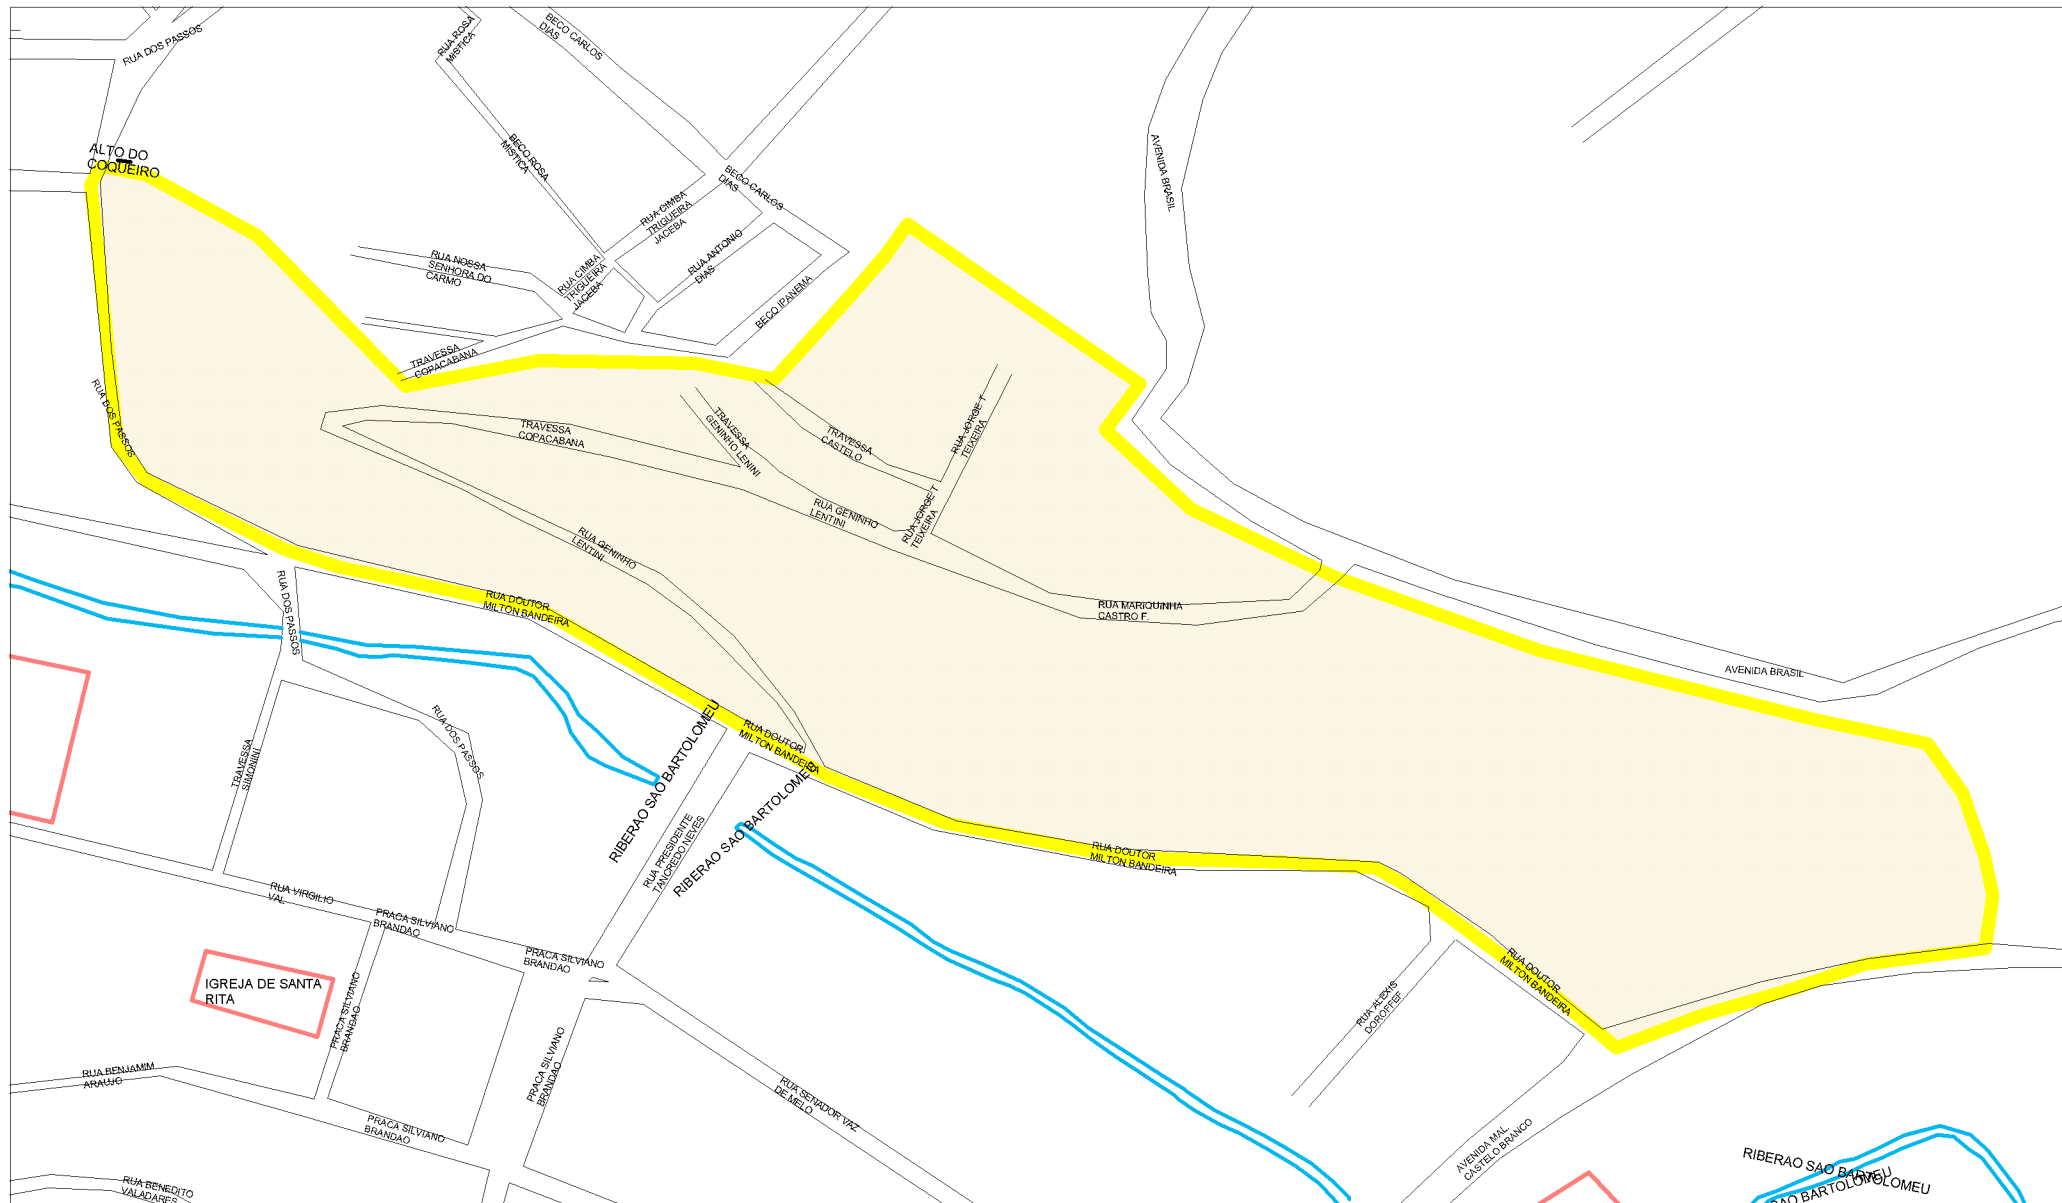 RUA DOS PASSOS
RUA ROSA
MISTICA
BECO CARLOS
DIAS
ALTO DO
COQUEIRO
BECO ROSA
MISTICA
AVENIDA BRASIL
BECO CARLOS
DIAS
RUA CIMBA
TRIGUEIRA
JACEBA
RUA ANTONIO
DIAS
RUA NOSSA
SENHORA DO
CARMO
RUA CIMBA
TRIGUEIRA
JACEBA
BECO IPANEMA
TRAVESSA
COPACABANA
RUA DOS PASSOS
TRAVESSA
COPACABANA
TRAVESSA
GENINHO LENINI
TRAVESSA
CASTELO
RUA JORGE T
TEIXEIRA
RUA GENINHO
LENTINI
RUA JORGE T
TEIXEIRA
RUA GENINHO
LENTINI
RUA DOS PASSOS
RUA DOUTOR
MILTON BANDEIRA
RUA MARIQUINHA
CASTRO F.
AVENIDA BRASIL
RUA DOS PASSOS
TRAVESSA
SIMONINI
RIBERAO SAO BARTOLOMEU
RUA DOUTOR
MILTON BANDEIRA
RIBERAO SAO BARTOLOMEU
RUA PRESIDENTE
TANCREDO NEVES
RUA DOUTOR
MILTON BANDEIRA
RUA VIRGILIO
VAL
PRACA SILVIANO
BRANDAO
PRACA SILVIANO
BRANDAO
RUA DOUTOR
MILTON BANDEIRA
IGREJA DE SANTA
RITA
PRACA SILVIANO
BRANDAO
RUA ALEXIS
DOROFFEF
PRACA SILVIANO
BRANDAO
RUA BENJAMIM
ARAUJO
RUA SENADOR VAZ
DE MELO
PRACA SILVIANO
BRANDAO
AVENIDA MAL.
CASTELO BRANCO
RUA BENEDITO
VALADARES
RIBERAO SAO BARTEU
SAO BARTOLOMEU